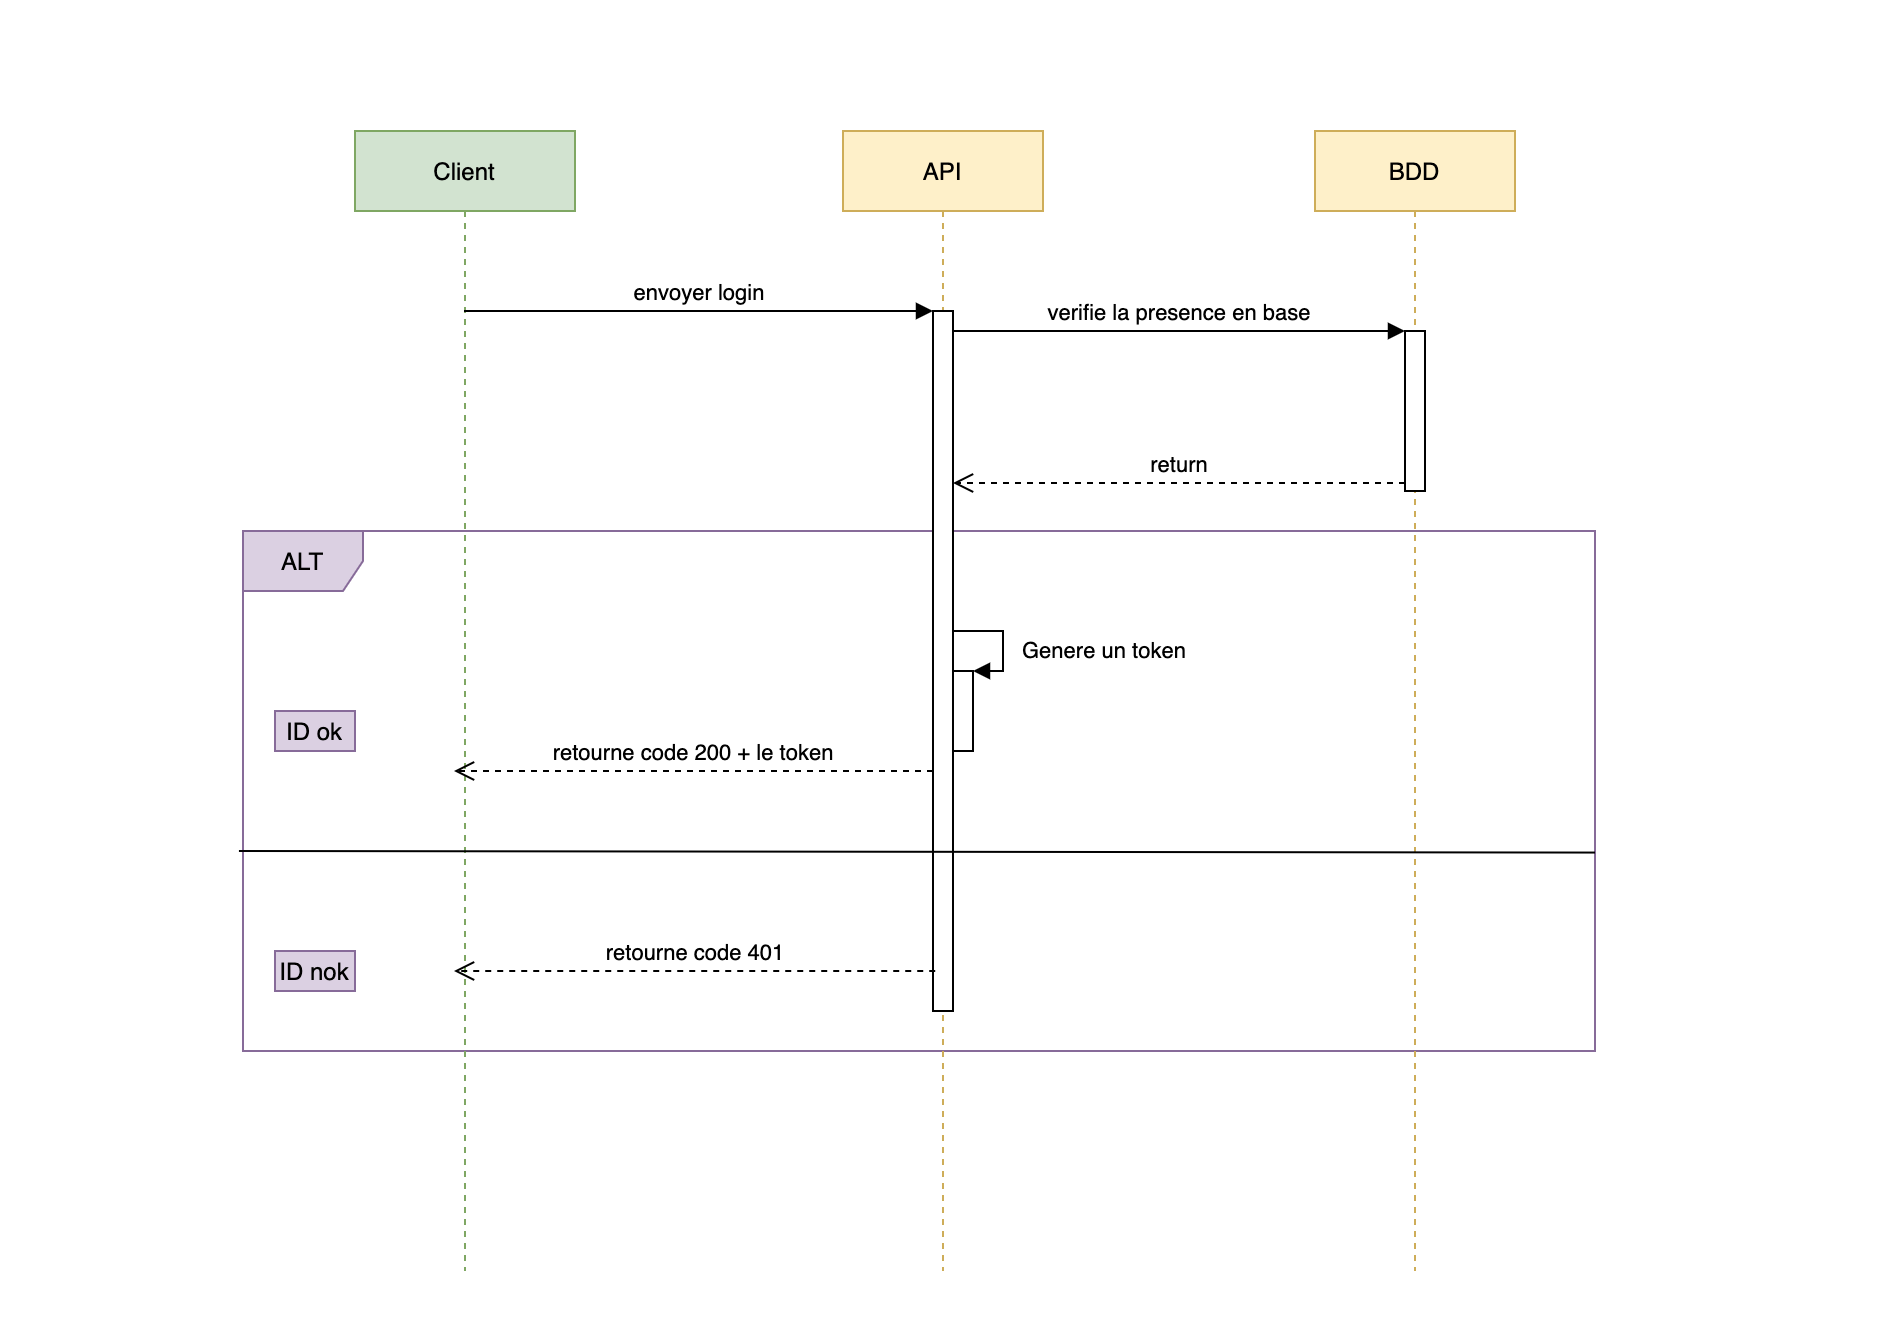 Client
API
BDD
envoyer login
verifie la presence en base
return
ALT
Genere un token
ID ok
retourne code 200 + le token
ID nok
retourne code 401